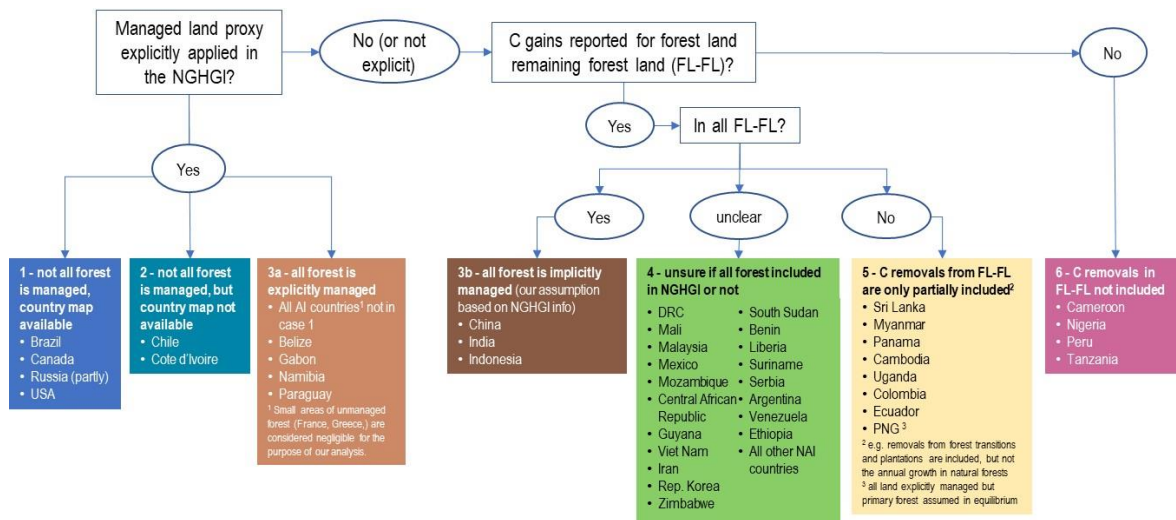 Managed land proxy
explicitly applied in
the NGHGI?
No (or not
explicit)
C gains reported for forest land
remaining forest land (FL-FL)?
No
Yes
In all FL-FL?
Yes
Yes
unclear
No
1 - not all forest
is managed,
country map
available
• Brazil
• Canada
• Russia (partly)
• USA
2 - not all forest
is managed, but
country map not
available
• Chile
• Cote d'Ivoire
3a - all forest is
explicitly managed
• All AI countries¹ not in
case 1
• Belize
• Gabon
• Namibia
• Paraguay
¹ Small areas of unmanaged
forest (France, Greece,) are
considered negligible for the
purpose of our analysis.
3b - all forest is implicitly
managed (our assumption
based on NGHGI info)
• China
• India
• Indonesia
4 - unsure if all forest included
in NGHGI or not
• DRC
• Mali
• Malaysia
• Mexico
• Mozambique
• Central African
Republic
• Guyana
• Viet Nam
• Iran
• Rep. Korea
• Zimbabwe
• South Sudan
• Benin
• Liberia
• Suriname
• Serbia
• Argentina
• Venezuela
• Ethiopia
• All other NAI
countries
5 - C removals from FL-FL
are only partially included²
• Sri Lanka
• Myanmar
• Panama
• Cambodia
• Uganda
• Colombia
• Ecuador
• PNG ³
² e.g. removals from forest transitions
and plantations are included, but not
the annual growth in natural forests
³ all land explicitly managed but
primary forest assumed in equilibrium
6 - C removals in
FL-FL not included
• Cameroon
• Nigeria
• Peru
• Tanzania